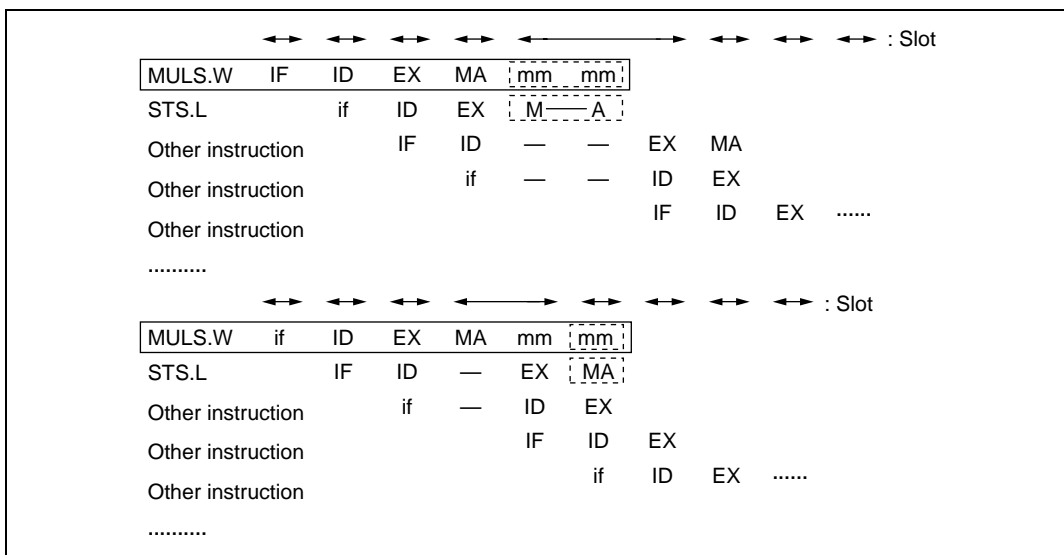 : Slot
MULS.W IF ID EX MA mm mm
STS.L if ID EX M——A
Other instruction IF ID — — EX MA
Other instruction if — — ID EX
Other instruction IF ID EX ......
..........
: Slot
MULS.W if ID EX MA mm mm
STS.L IF ID — EX MA
Other instruction if — ID EX
Other instruction IF ID EX
Other instruction if ID EX ......
..........